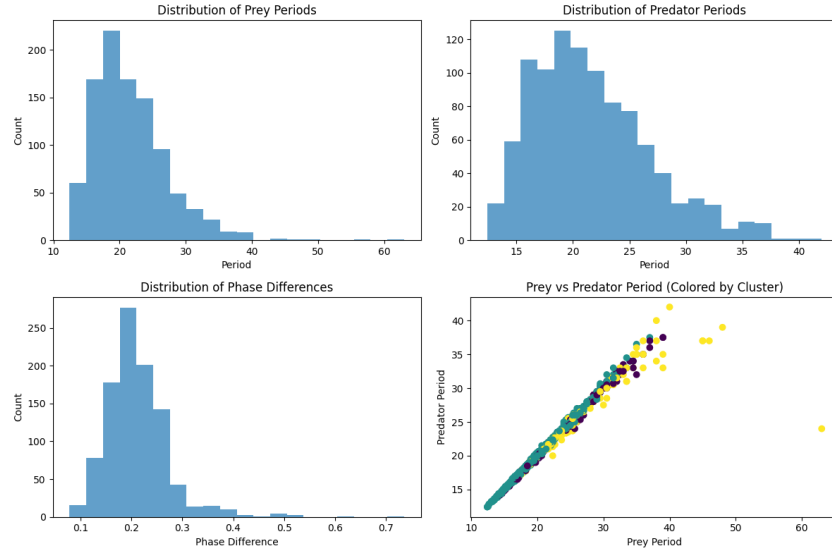 Distribution of Prey Periods
Count
200
150
100
50
0
10 20 30 40 50 60
Period
Distribution of Predator Periods
Count
120
100
80
60
40
20
0
15 20 25 30 35 40
Period
Distribution of Phase Differences
Count
250
200
150
100
50
0
0.1 0.2 0.3 0.4 0.5 0.6 0.7
Phase Difference
Prey vs Predator Period (Colored by Cluster)
Predator Period
40
35
30
25
20
15
10 20 30 40 50 60
Prey Period